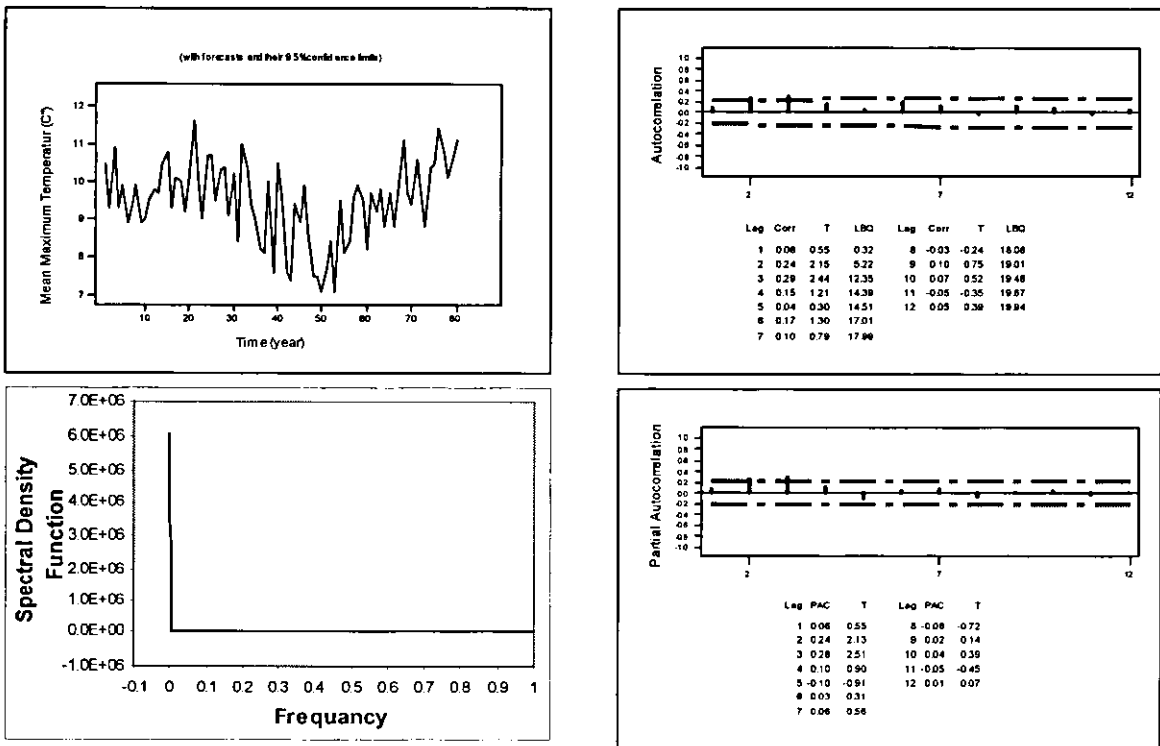 (with forecasts and their 95% confidence limits)
Mean Maximum Temperatur (C°)
12
11
10
9
8
7
10 20 30 40 50 60 70 80
Time (year)
Autocorrelation
1.0
0.8
0.6
0.4
0.2
0.0
-0.2
-0.4
-0.6
-0.8
-1.0
2 7 12
Lag Corr T LBQ Lag Corr T LBQ
1 0.06 0.55 0.32 8 -0.03 -0.24 18.08
2 0.24 2.15 5.22 9 0.10 0.75 19.01
3 0.29 2.44 12.35 10 0.07 0.52 19.48
4 0.15 1.21 14.39 11 -0.05 -0.35 19.67
5 0.04 0.30 14.51 12 0.05 0.39 19.94
6 0.17 1.30 17.01
7 0.10 0.79 17.99
Spectral Density
Function
7.0E+06
6.0E+06
5.0E+06
4.0E+06
3.0E+06
2.0E+06
1.0E+06
0.0E+00
-1.0E+06
-0.1 0 0.1 0.2 0.3 0.4 0.5 0.6 0.7 0.8 0.9 1
Frequancy
Partial Autocorrelation
1.0
0.8
0.6
0.4
0.2
0.0
-0.2
-0.4
-0.6
-0.8
-1.0
2 7 12
Lag PAC T Lag PAC T
1 0.06 0.55 8 -0.08 -0.72
2 0.24 2.13 9 0.02 0.14
3 0.28 2.51 10 0.04 0.39
4 0.10 0.90 11 -0.05 -0.45
5 -0.10 -0.91 12 0.01 0.07
6 0.03 0.31
7 0.06 0.56